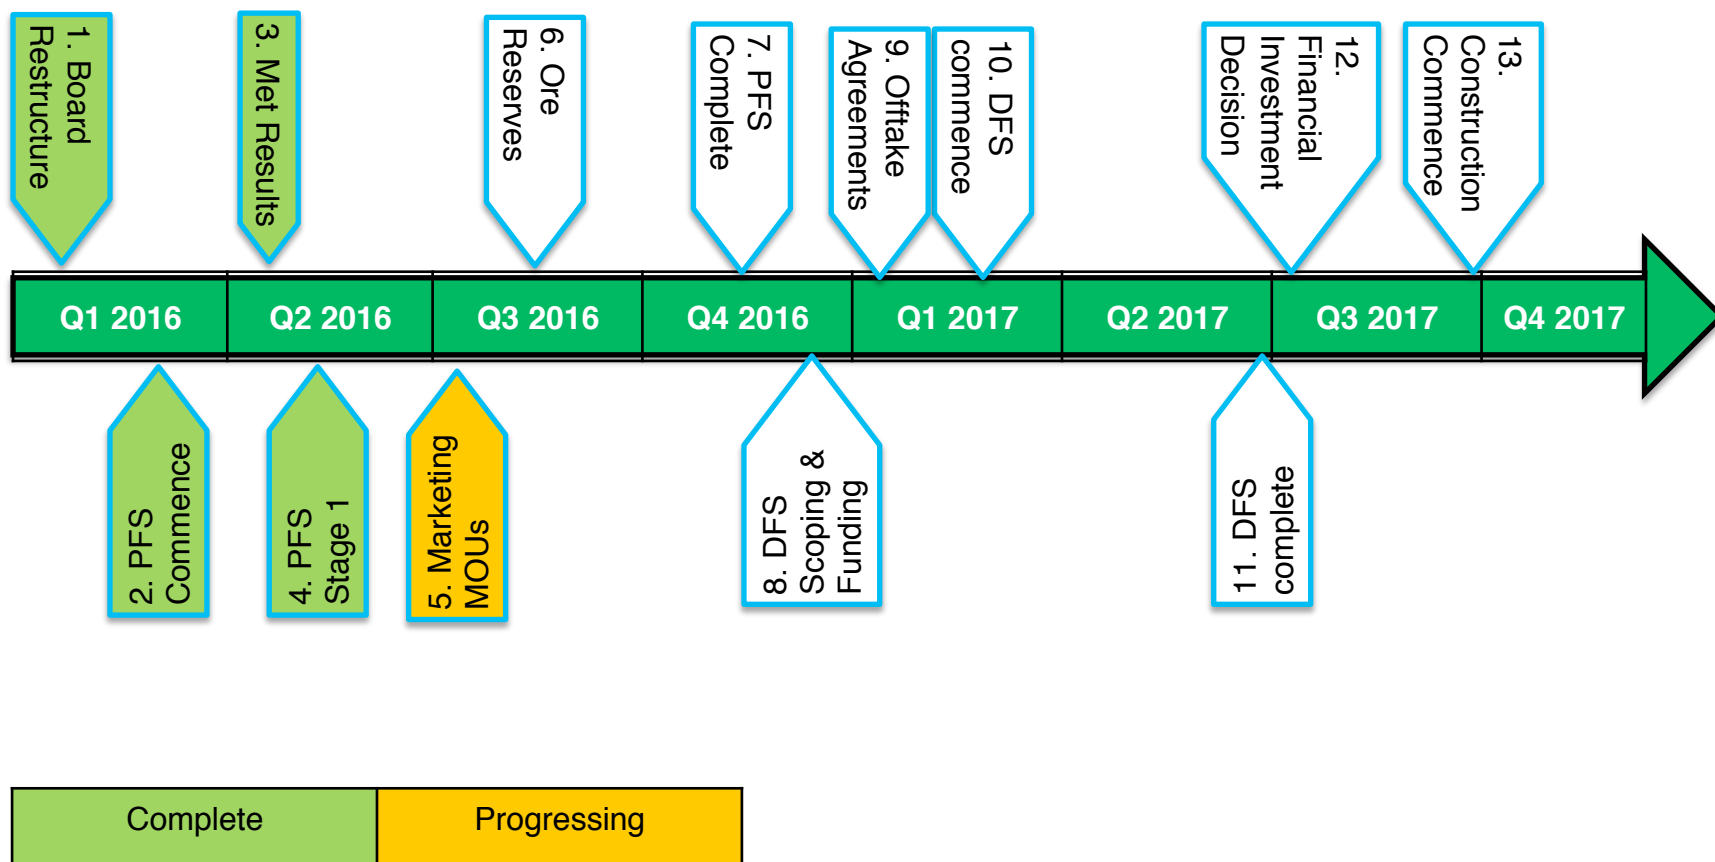 1. Board
Restructure
3. Met Results
6. Ore
Reserves
7. PFS
Complete
9. Offtake
Agreements
10. DFS
commence
12.
Financial
Investment
Decision
13.
Construction
Commence
Q1 2016
Q2 2016
Q3 2016
Q4 2016
Q1 2017
Q2 2017
Q3 2017
Q4 2017
2. PFS
Commence
4. PFS
Stage 1
5. Marketing
MOUs
8. DFS
Scoping &
Funding
11. DFS
complete
Complete
Progressing